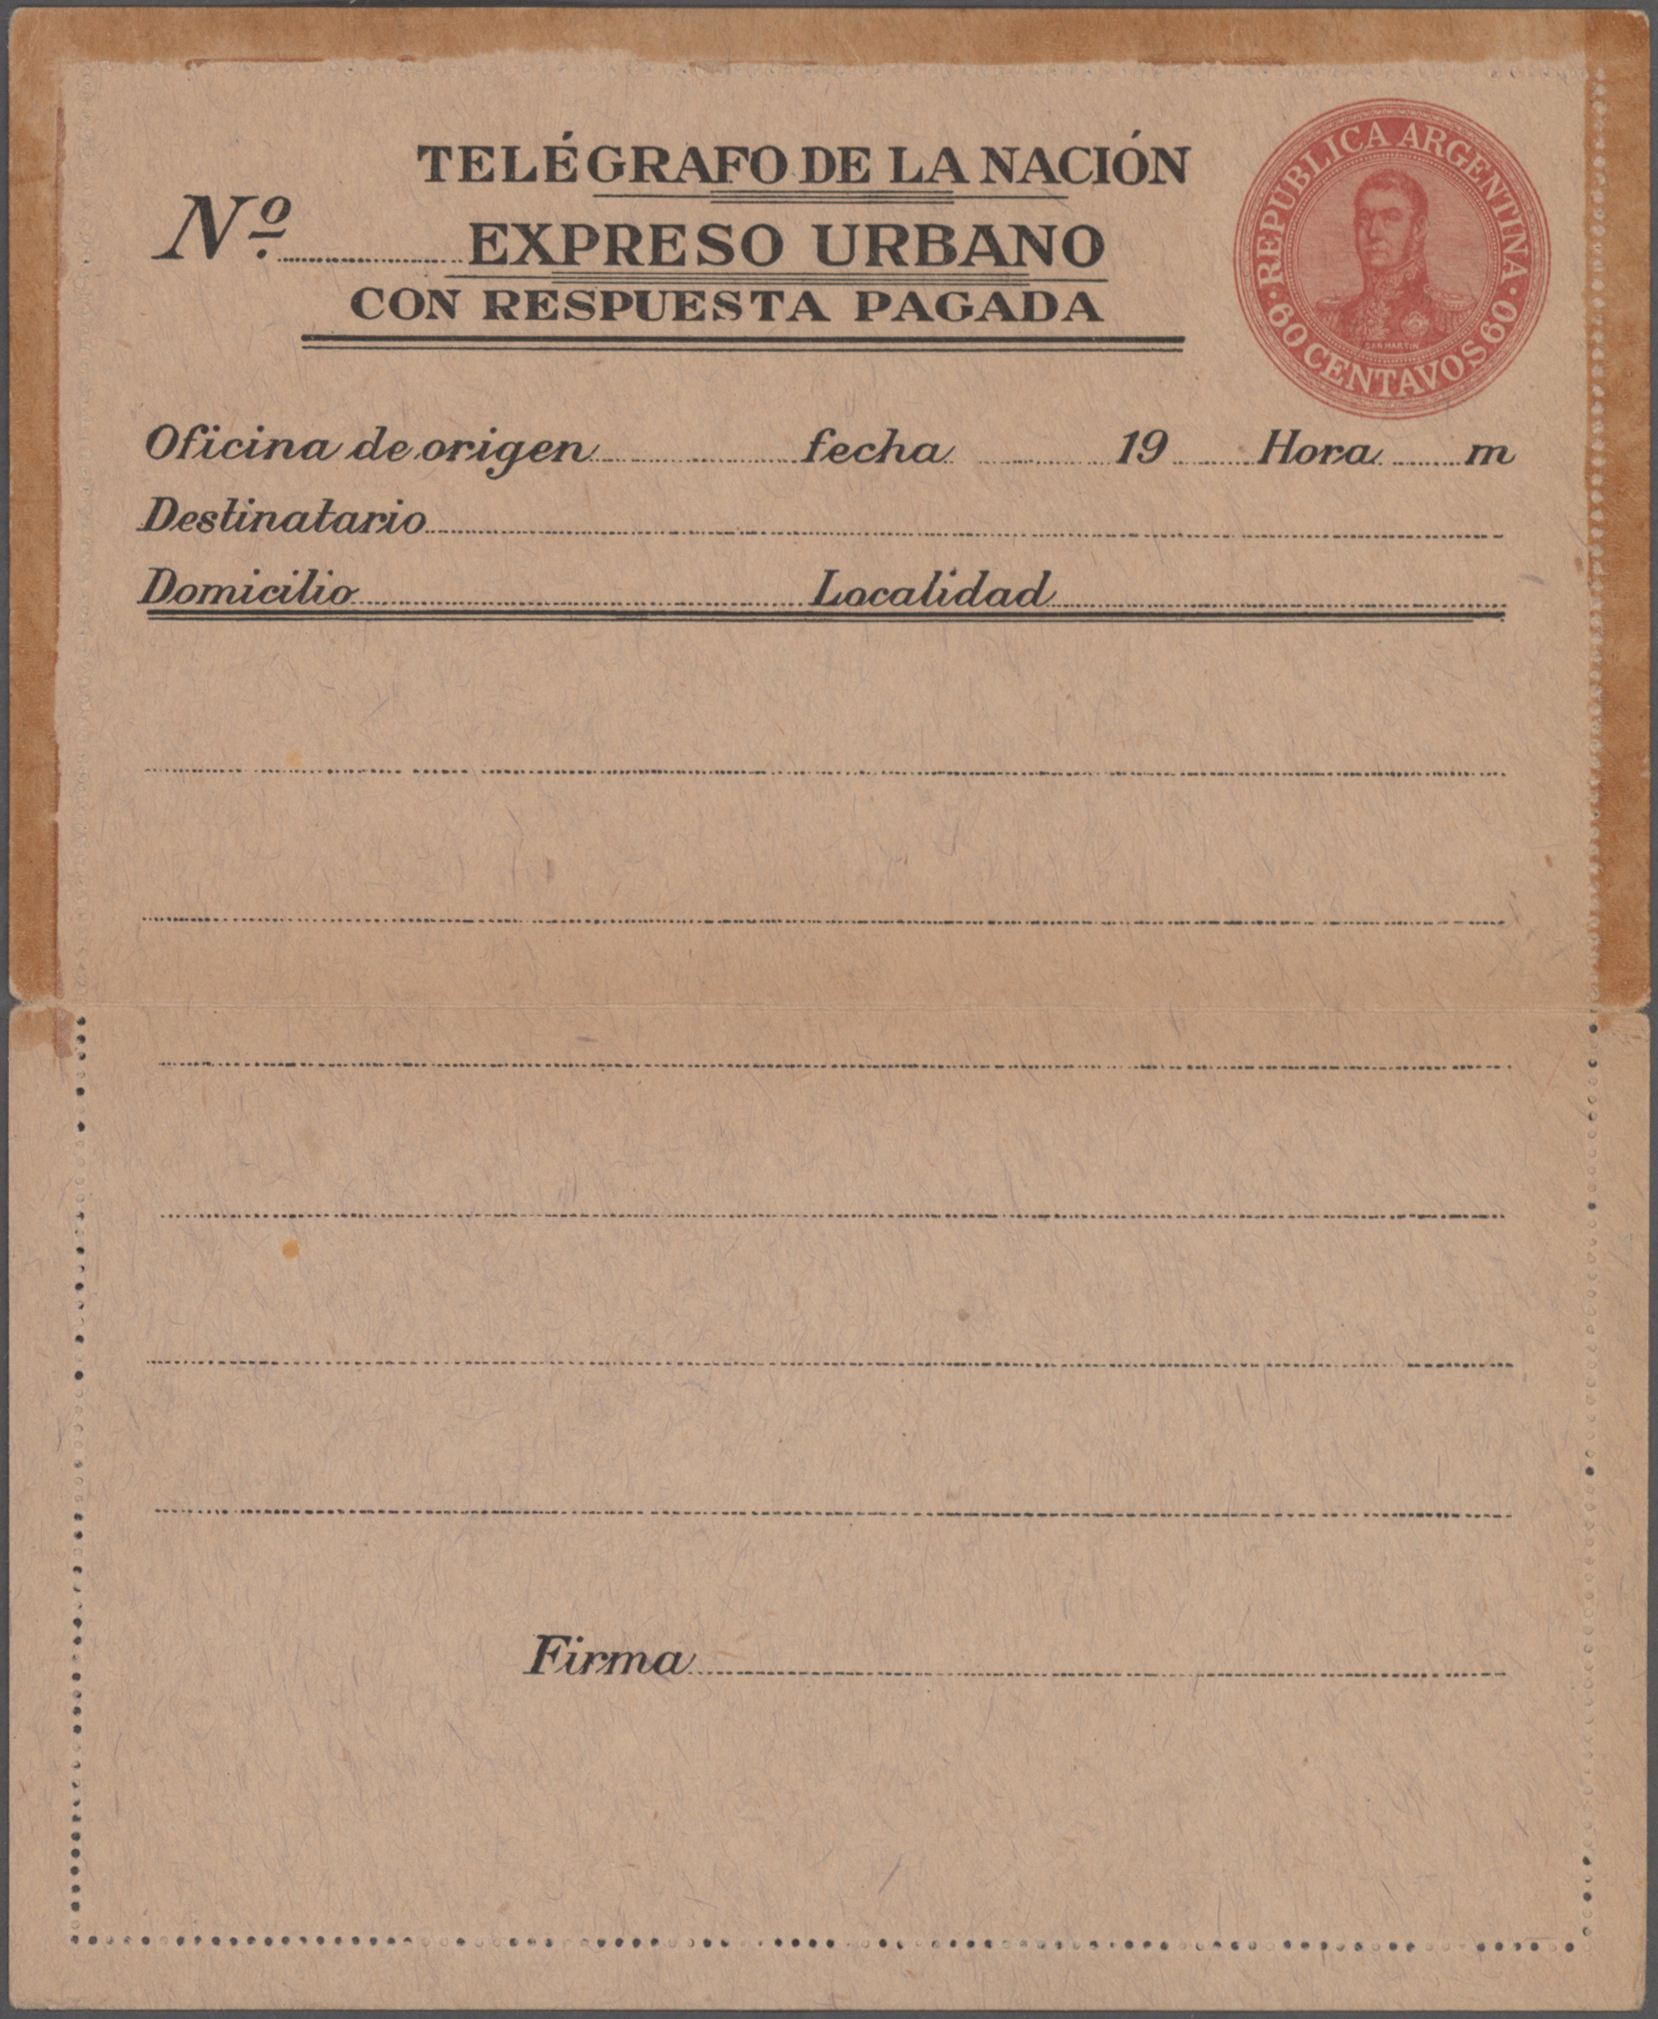 TELÉGRAFO DE LA NACIÓN
Nº
EXPRESO URBANO
CON RESPUESTA PAGADA
REPUBLICA ARGENTINA
SAN MARTIN
60 CENTAVOS 60
Oficina de origen fecha 19 Hora m
Destinatario
Domicilio Localidad
Firma